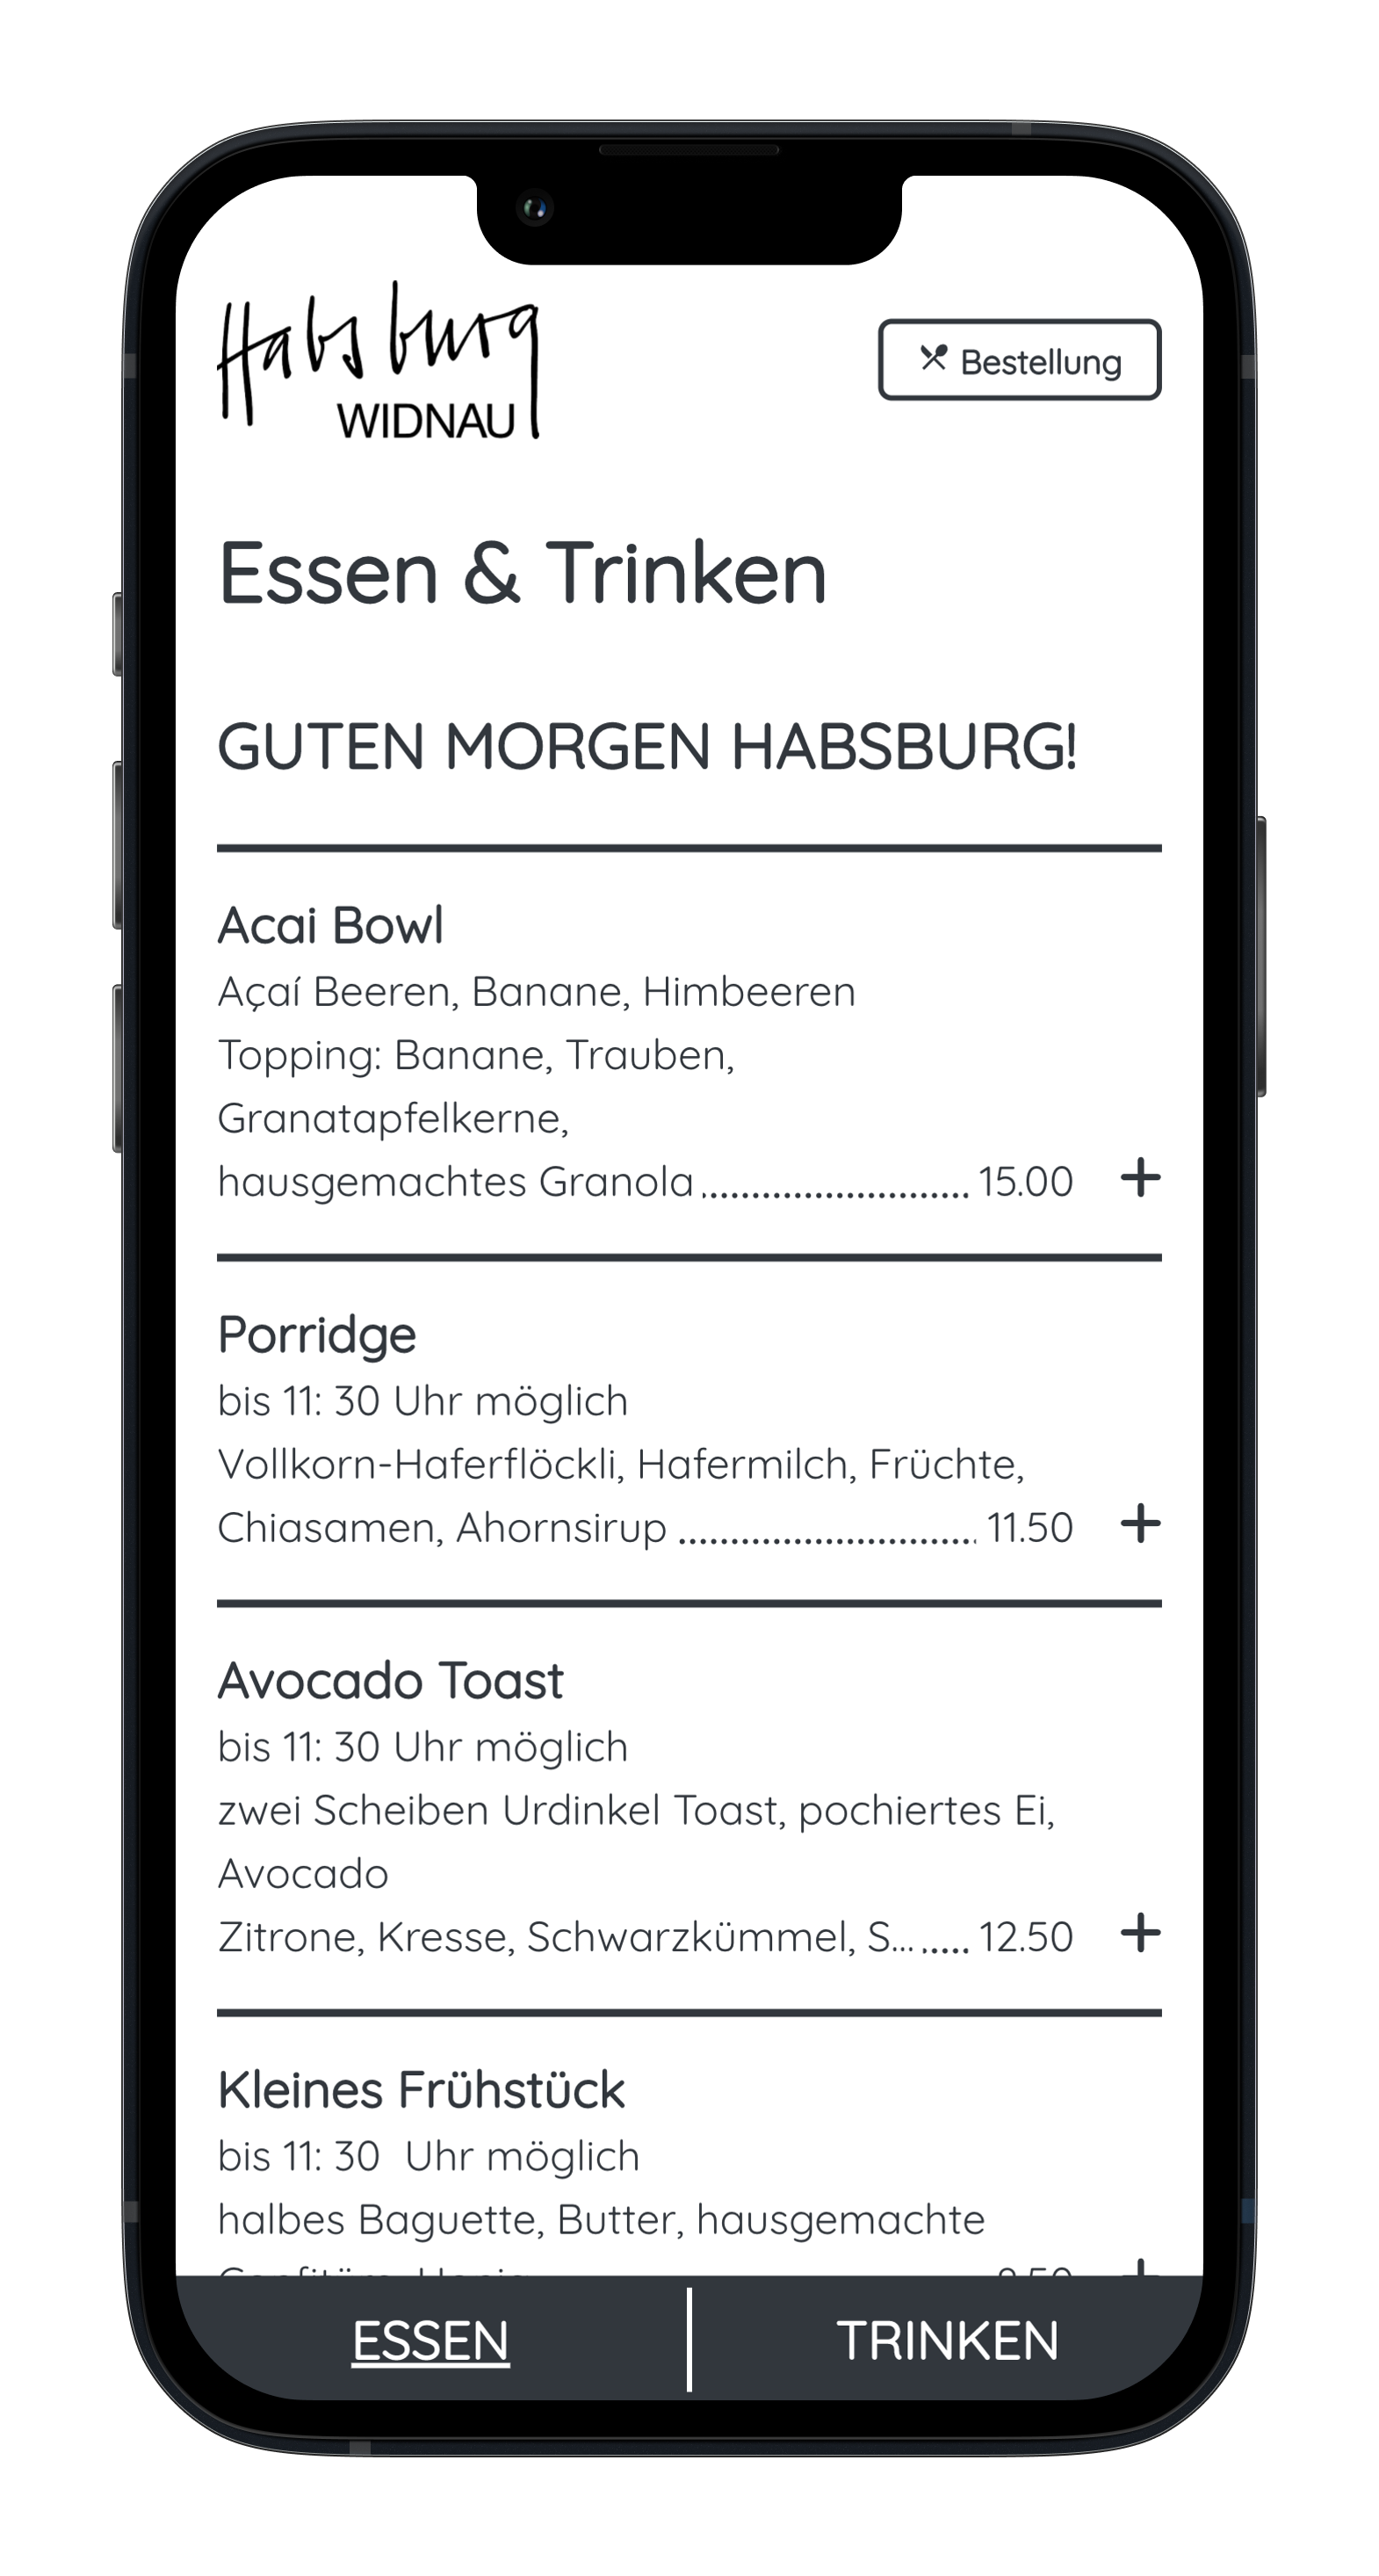 Habsburg
WIDNAU
Bestellung
Essen & Trinken
GUTEN MORGEN HABSBURG!
Acai Bowl
Açaí Beeren, Banane, Himbeeren
Topping: Banane, Trauben,
Granatapfelkerne,
hausgemachtes Granola ........................... 15.00 +
Porridge
bis 11: 30 Uhr möglich
Vollkorn-Haferflöckli, Hafermilch, Früchte,
Chiasamen, Ahornsirup .............................. 11.50 +
Avocado Toast
bis 11: 30 Uhr möglich
zwei Scheiben Urdinkel Toast, pochiertes Ei,
Avocado
Zitrone, Kresse, Schwarzkümmel, S... ..... 12.50 +
Kleines Frühstück
bis 11: 30  Uhr möglich
halbes Baguette, Butter, hausgemachte
ESSEN
TRINKEN